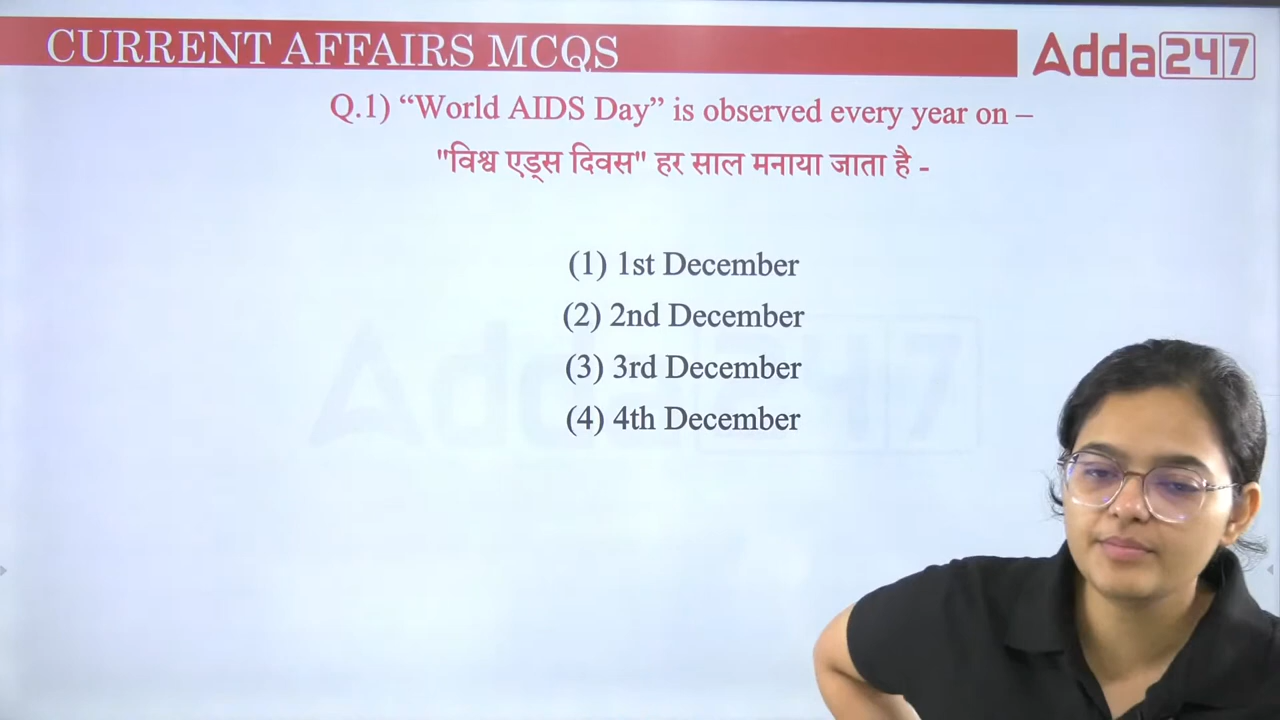 CURRENT AFFAIRS MCQS
Adda247
Q.1) “World AIDS Day” is observed every year on –
"विश्व एड्स दिवस" हर साल मनाया जाता है -
(1) 1st December
(2) 2nd December
(3) 3rd December
(4) 4th December
Adda247